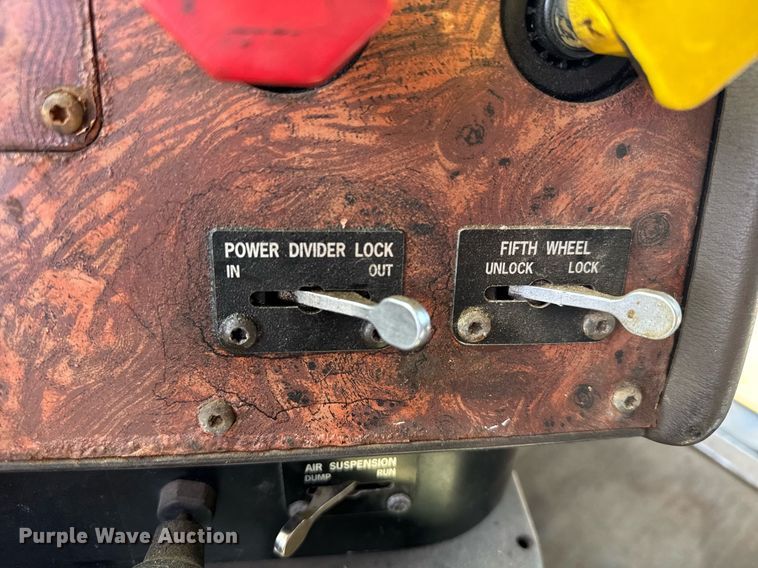 POWER DIVIDER LOCK
IN OUT
FIFTH WHEEL
UNLOCK LOCK
AIR SUSPENSION
DUMP RUN
Purple Wave Auction